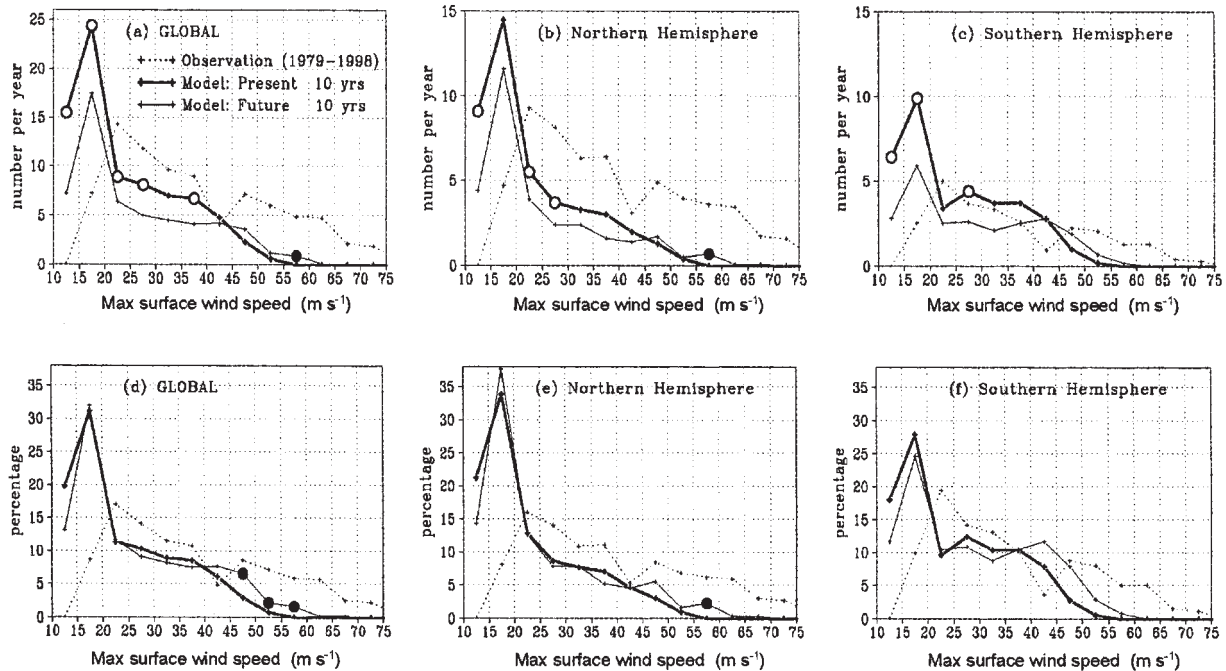 (a) GLOBAL
Observation (1979-1998)
Model: Present 10 yrs
Model: Future 10 yrs
number per year
25
20
15
10
5
0
10 15 20 25 30 35 40 45 50 55 60 65 70 75
Max surface wind speed (m s⁻¹)
(b) Northern Hemisphere
number per year
15
10
5
0
10 15 20 25 30 35 40 45 50 55 60 65 70 75
Max surface wind speed (m s⁻¹)
(c) Southern Hemisphere
number per year
15
10
5
0
10 15 20 25 30 35 40 45 50 55 60 65 70 75
Max surface wind speed (m s⁻¹)
(d) GLOBAL
percentage
35
30
25
20
15
10
5
0
10 15 20 25 30 35 40 45 50 55 60 65 70 75
Max surface wind speed (m s⁻¹)
(e) Northern Hemisphere
percentage
35
30
25
20
15
10
5
0
10 15 20 25 30 35 40 45 50 55 60 65 70 75
Max surface wind speed (m s⁻¹)
(f) Southern Hemisphere
percentage
35
30
25
20
15
10
5
0
10 15 20 25 30 35 40 45 50 55 60 65 70 75
Max surface wind speed (m s⁻¹)